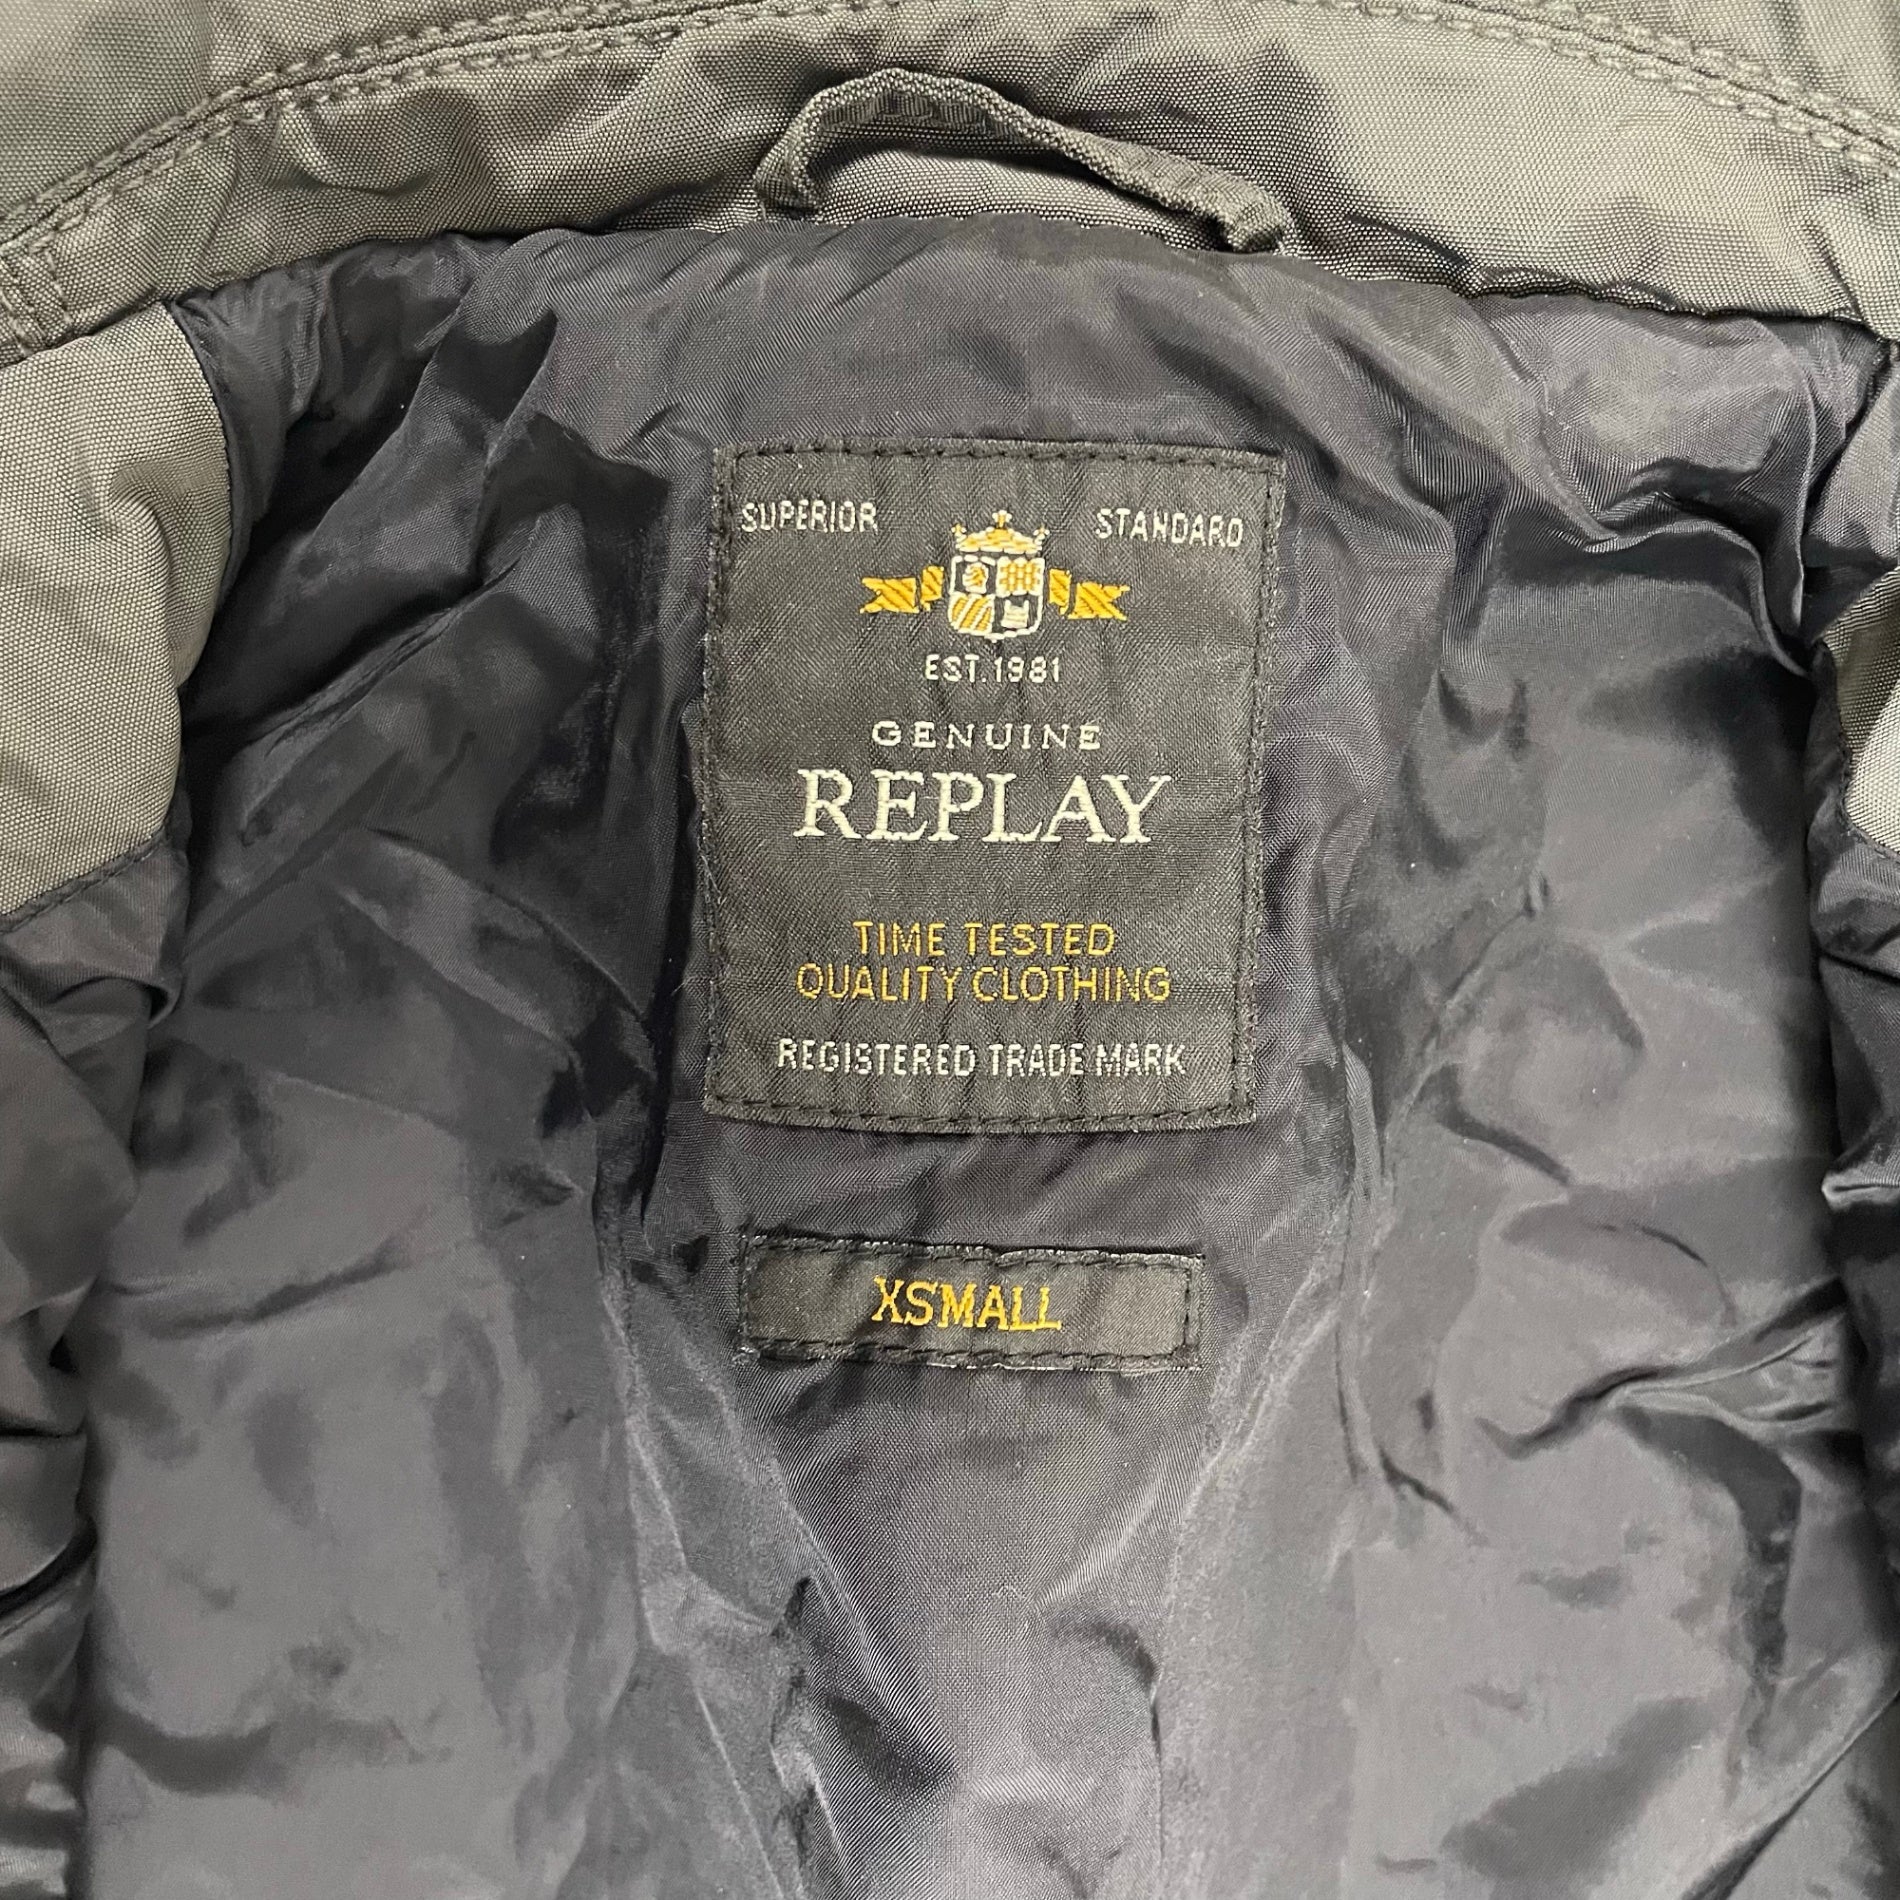 SUPERIOR STANDARD
EST.1981
GENUINE
REPLAY
TIME TESTED
QUALITY CLOTHING
REGISTERED TRADE MARK
XSMALL